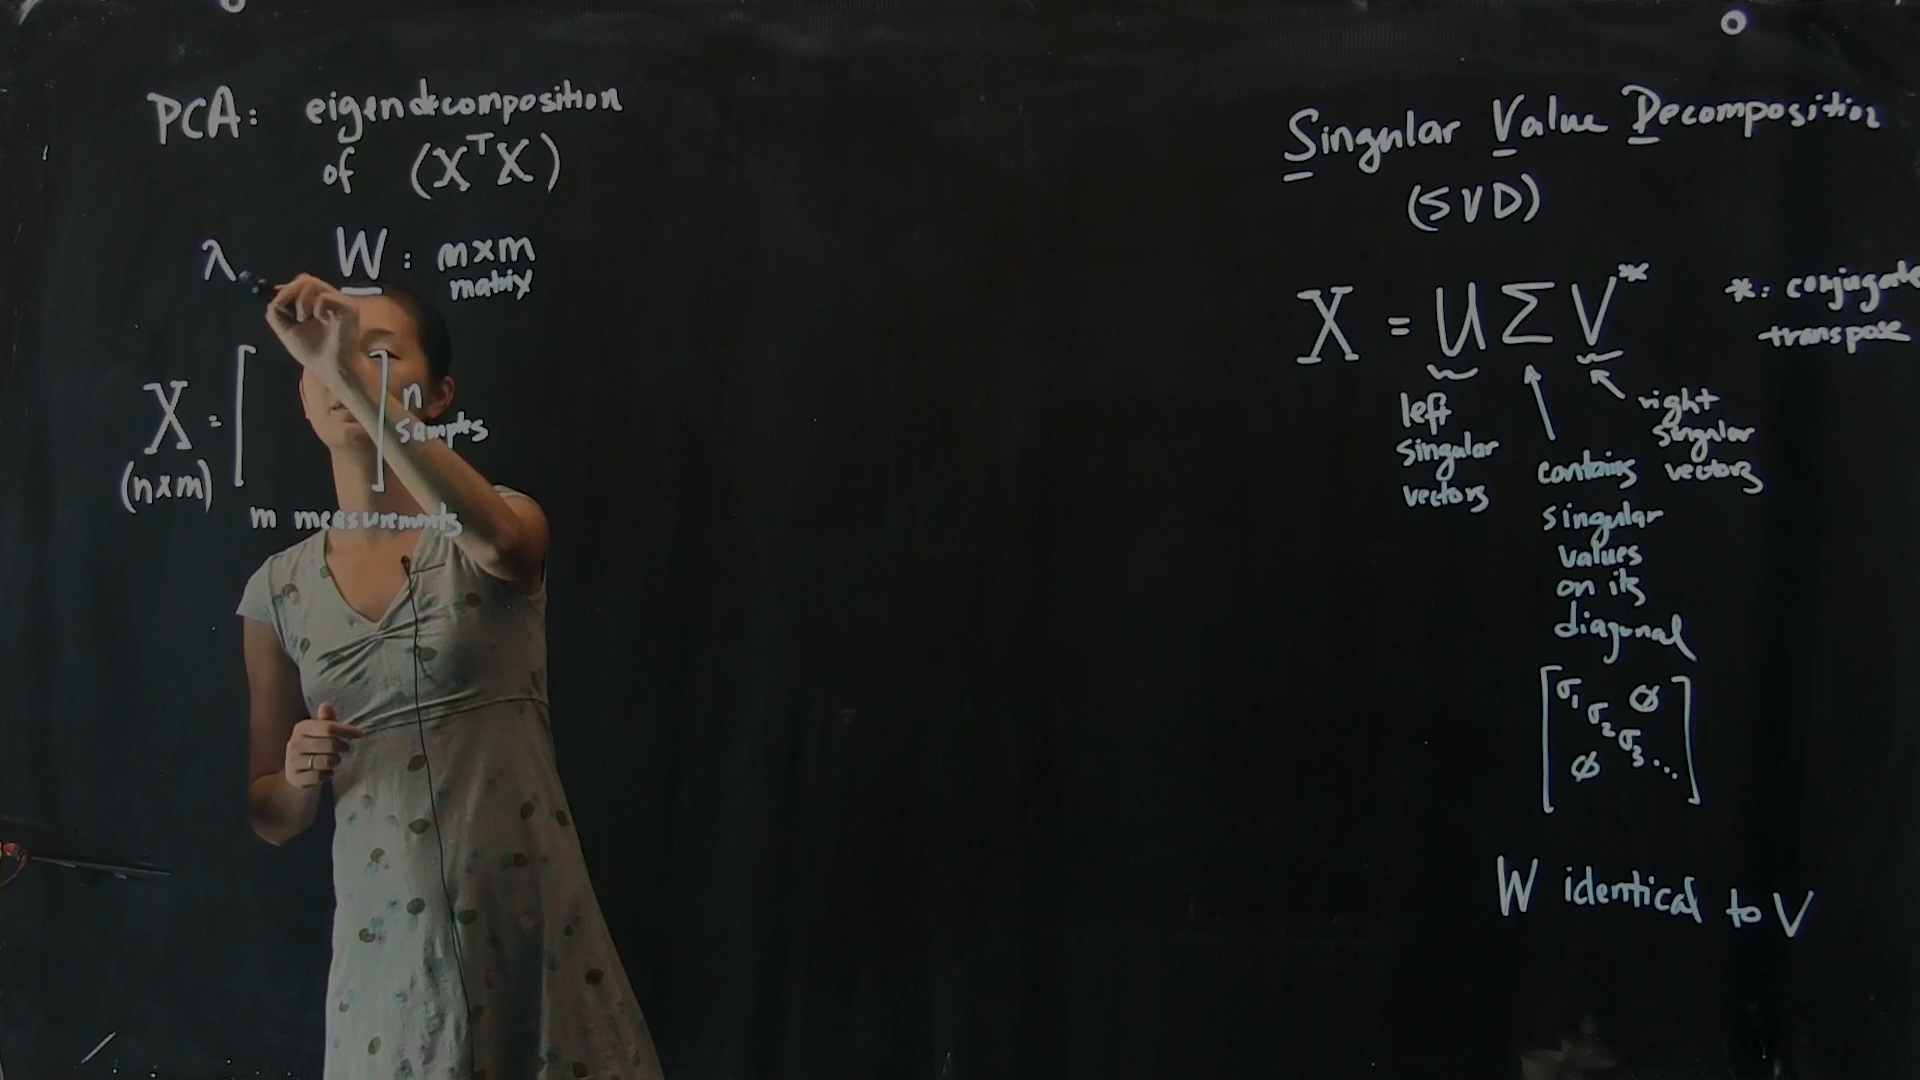 PCA: eigendecomposition
of (XᵀX)
λ W : m×m
matrix
X = [ ] n
samples
(n×m)
m measurements
Singular Value Decomposition
(SVD)
X = U Σ V*
*: conjugate
transpose
left
singular
vectors
contains
singular
values
on its
diagonal
right
singular
vectors
σ₁ ∅
σ₂
∅ σ₃ ...
W identical to V